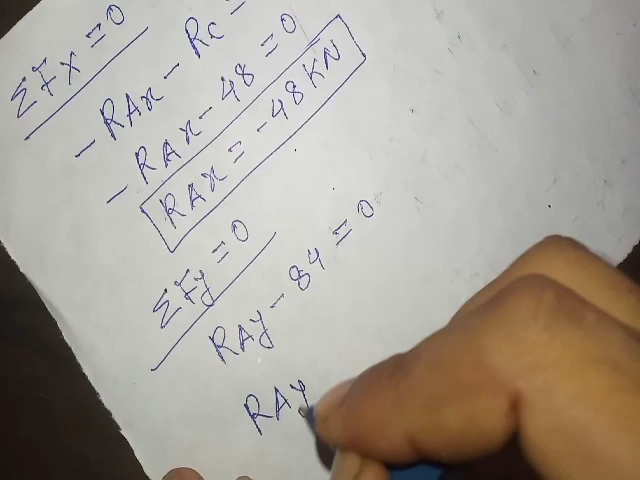 ΣFx = 0
- RAx - Rc =
- RAx - 48 = 0
RAx = -48 KN
ΣFy = 0
RAy - 84 = 0
RAy